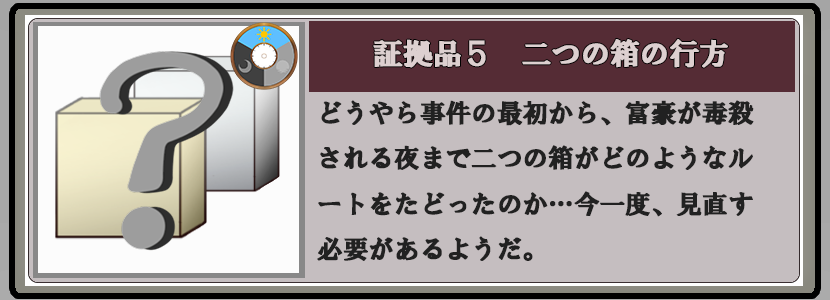 証拠品５　二つの箱の行方
どうやら事件の最初から、富豪が毒殺
される夜まで二つの箱がどのようなル
ートをたどったのか…今一度、見直す
必要があるようだ。
?